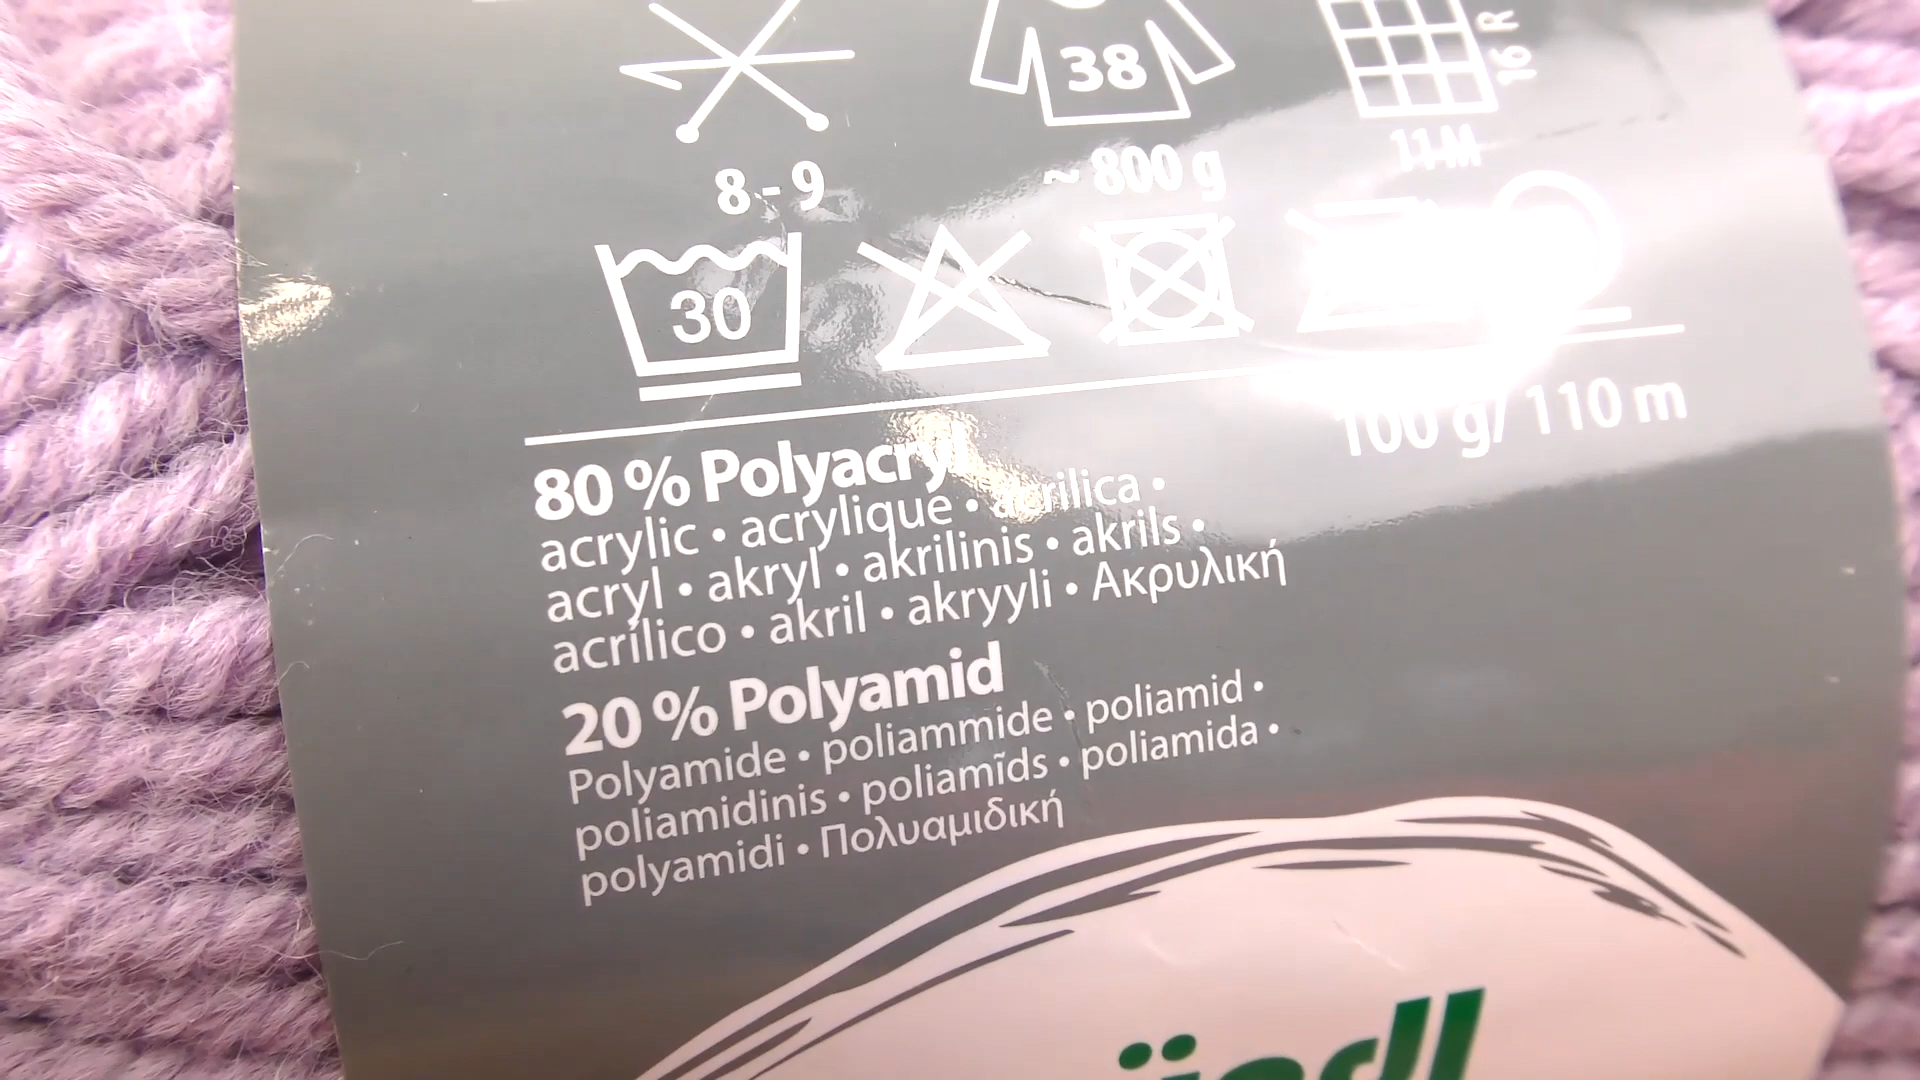 38
16 R
11 M
8 - 9
~ 800 g
30
100 g/ 110 m
80 % Polyacryl
acrylic • acrylique • acrilica •
acryl • akryl • akrilinis • akrils •
acrílico • akril • akryyli • Ακρυλική
20 % Polyamid
Polyamide • poliammide • poliamid •
poliamidinis • poliamīds • poliamida •
polyamidi • Πολυαμιδική